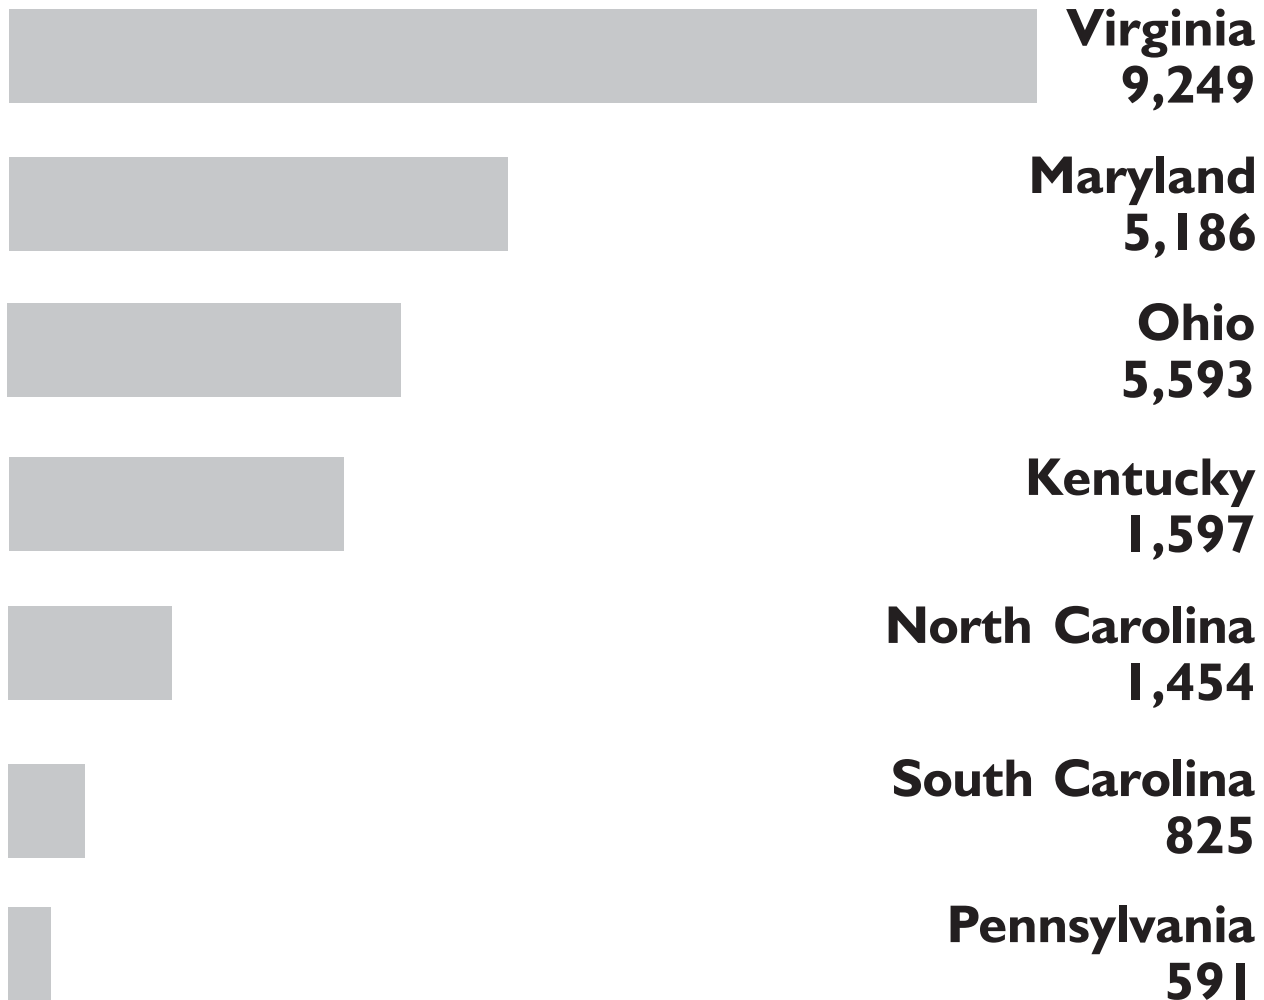 Virginia
9,249
Maryland
5,186
Ohio
5,593
Kentucky
1,597
North Carolina
1,454
South Carolina
825
Pennsylvania
591